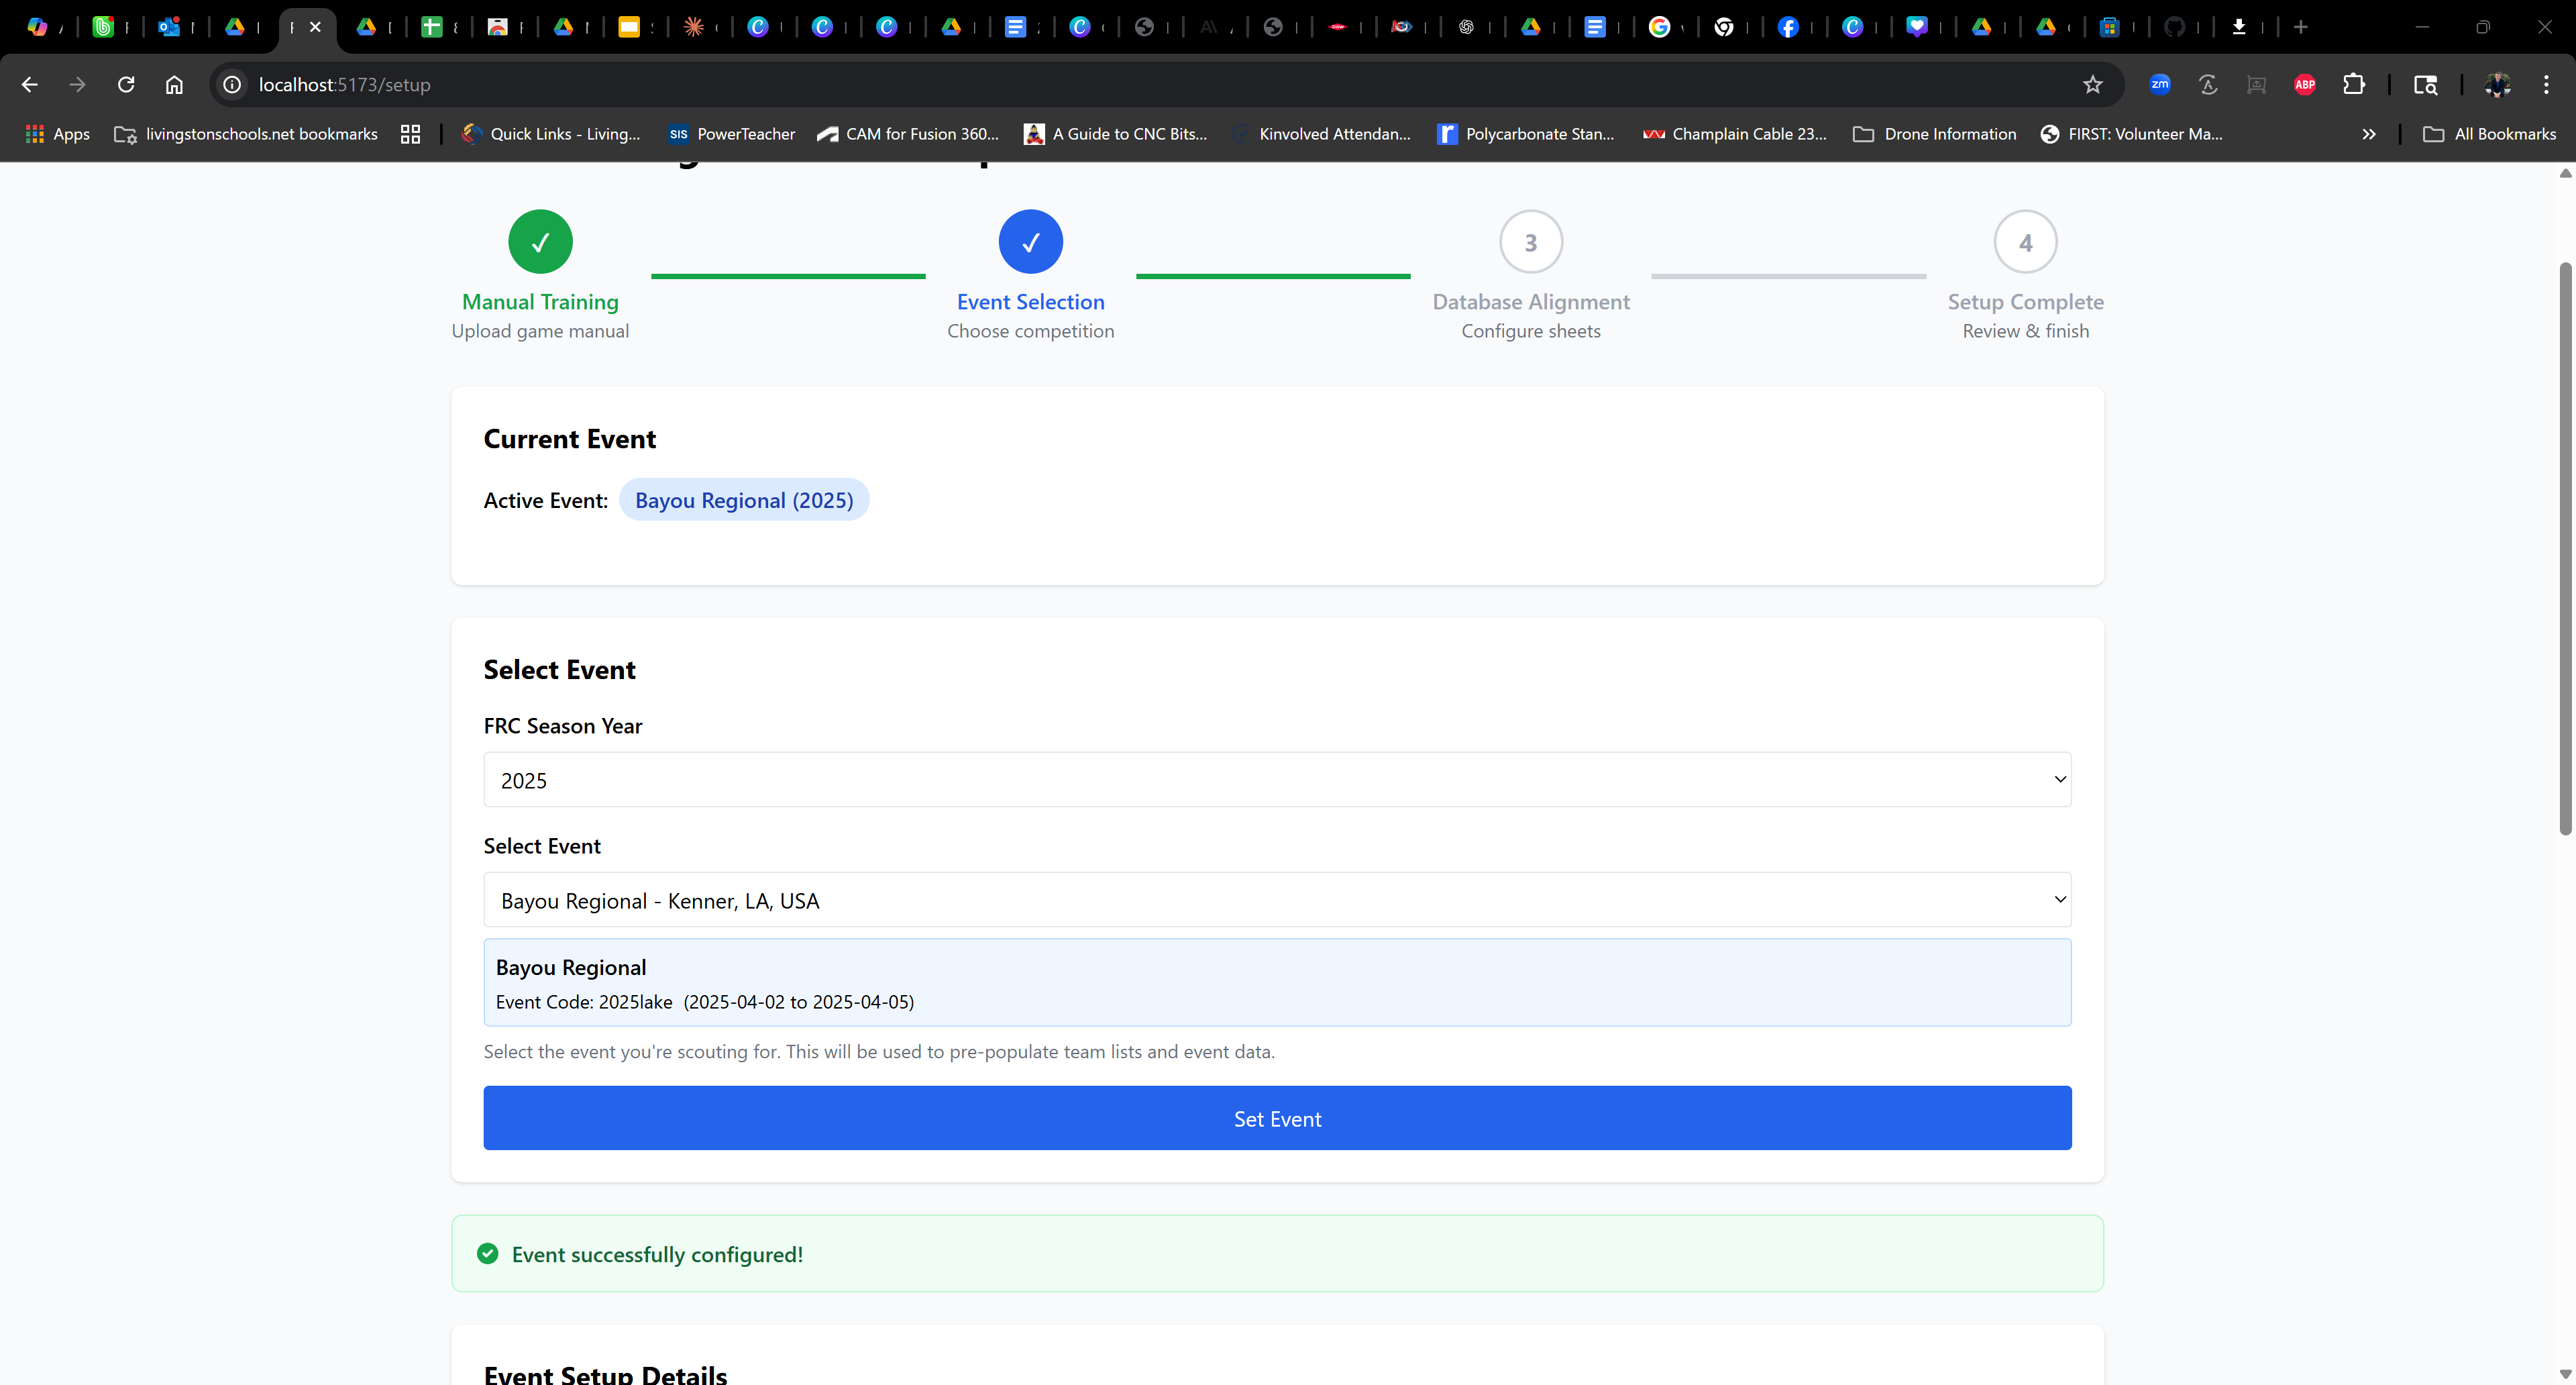 localhost:5173/setup
Apps
livingstonschools.net bookmarks
Quick Links - Living...
SIS PowerTeacher
CAM for Fusion 360...
A Guide to CNC Bits...
Kinvolved Attendan...
Polycarbonate Stan...
Champlain Cable 23...
Drone Information
FIRST: Volunteer Ma...
All Bookmarks
zm
ABP
✓
✓
3
4
Manual Training
Upload game manual
Event Selection
Choose competition
Database Alignment
Configure sheets
Setup Complete
Review & finish
Current Event
Active Event: Bayou Regional (2025)
Select Event
FRC Season Year
2025
Select Event
Bayou Regional - Kenner, LA, USA
Bayou Regional
Event Code: 2025lake (2025-04-02 to 2025-04-05)
Select the event you're scouting for. This will be used to pre-populate team lists and event data.
Set Event
Event successfully configured!
Event Setup Details